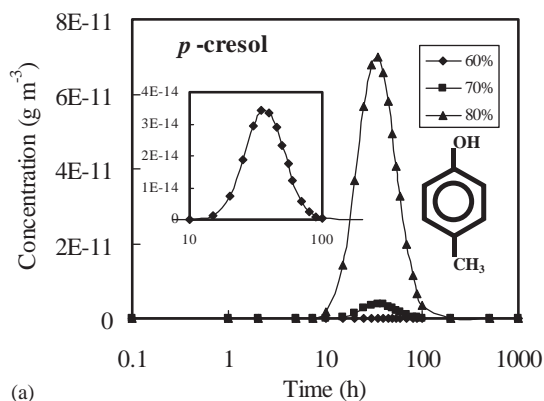 8E-11
6E-11
4E-11
2E-11
0
Concentration (g m⁻³)
p -cresol
4E-14
3E-14
2E-14
1E-14
0
10 100
60%
70%
80%
OH
CH₃
0.1 1 10 100 1000
Time (h)
(a)